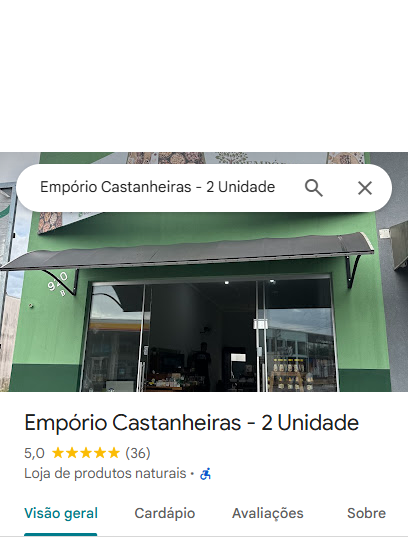 Empório Castanheiras - 2 Unidade
Empório Castanheiras - 2 Unidade
5,0 ★★★★★ (36)
Loja de produtos naturais ·
Visão geral Cardápio Avaliações Sobre